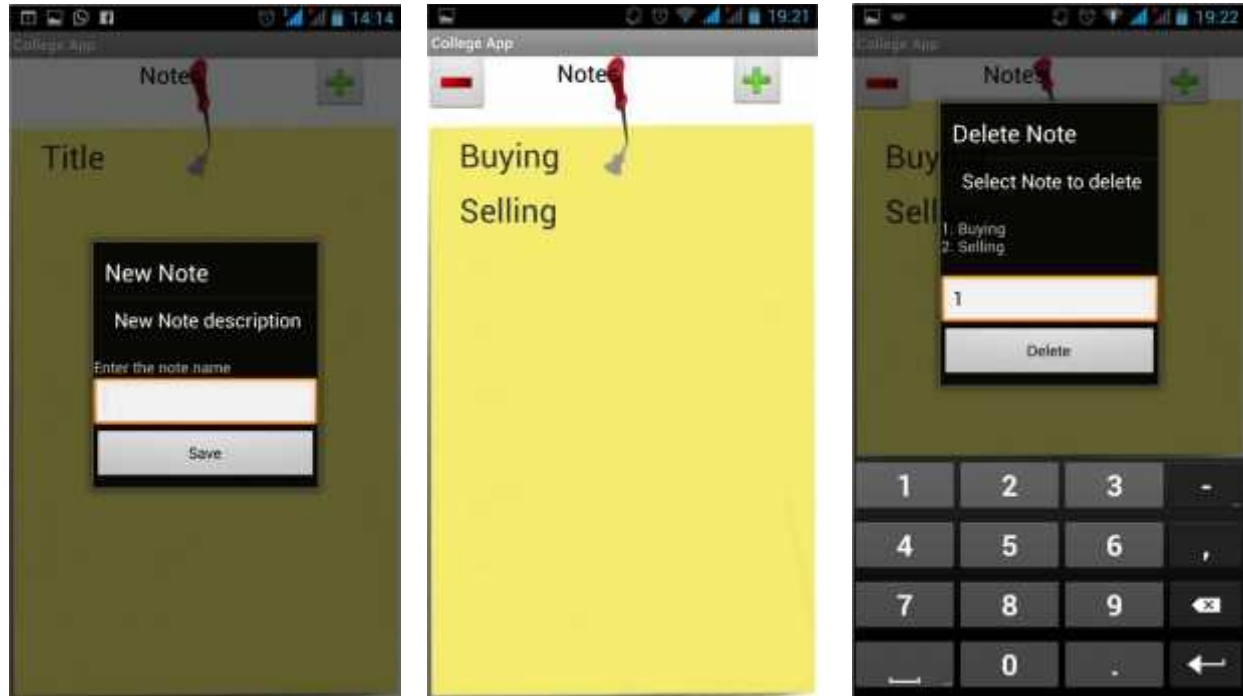 14:14
College App
Notes
Title
New Note
New Note description
Enter the note name
Save
19:21
College App
Notes
Buying
Selling
19:22
College App
Notes
Buy
Sell
Delete Note
Select Note to delete
1. Buying
2. Selling
1
Delete
1 2 3 -
4 5 6 ,
7 8 9
0 .